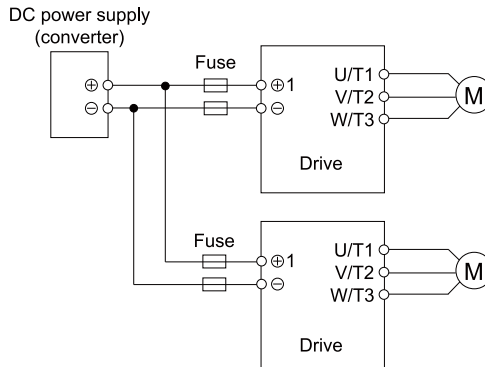 DC power supply
(converter)
⊕
⊖
Fuse
⊕1
⊖
U/T1
V/T2
W/T3
M
Drive
Fuse
⊕1
⊖
U/T1
V/T2
W/T3
M
Drive